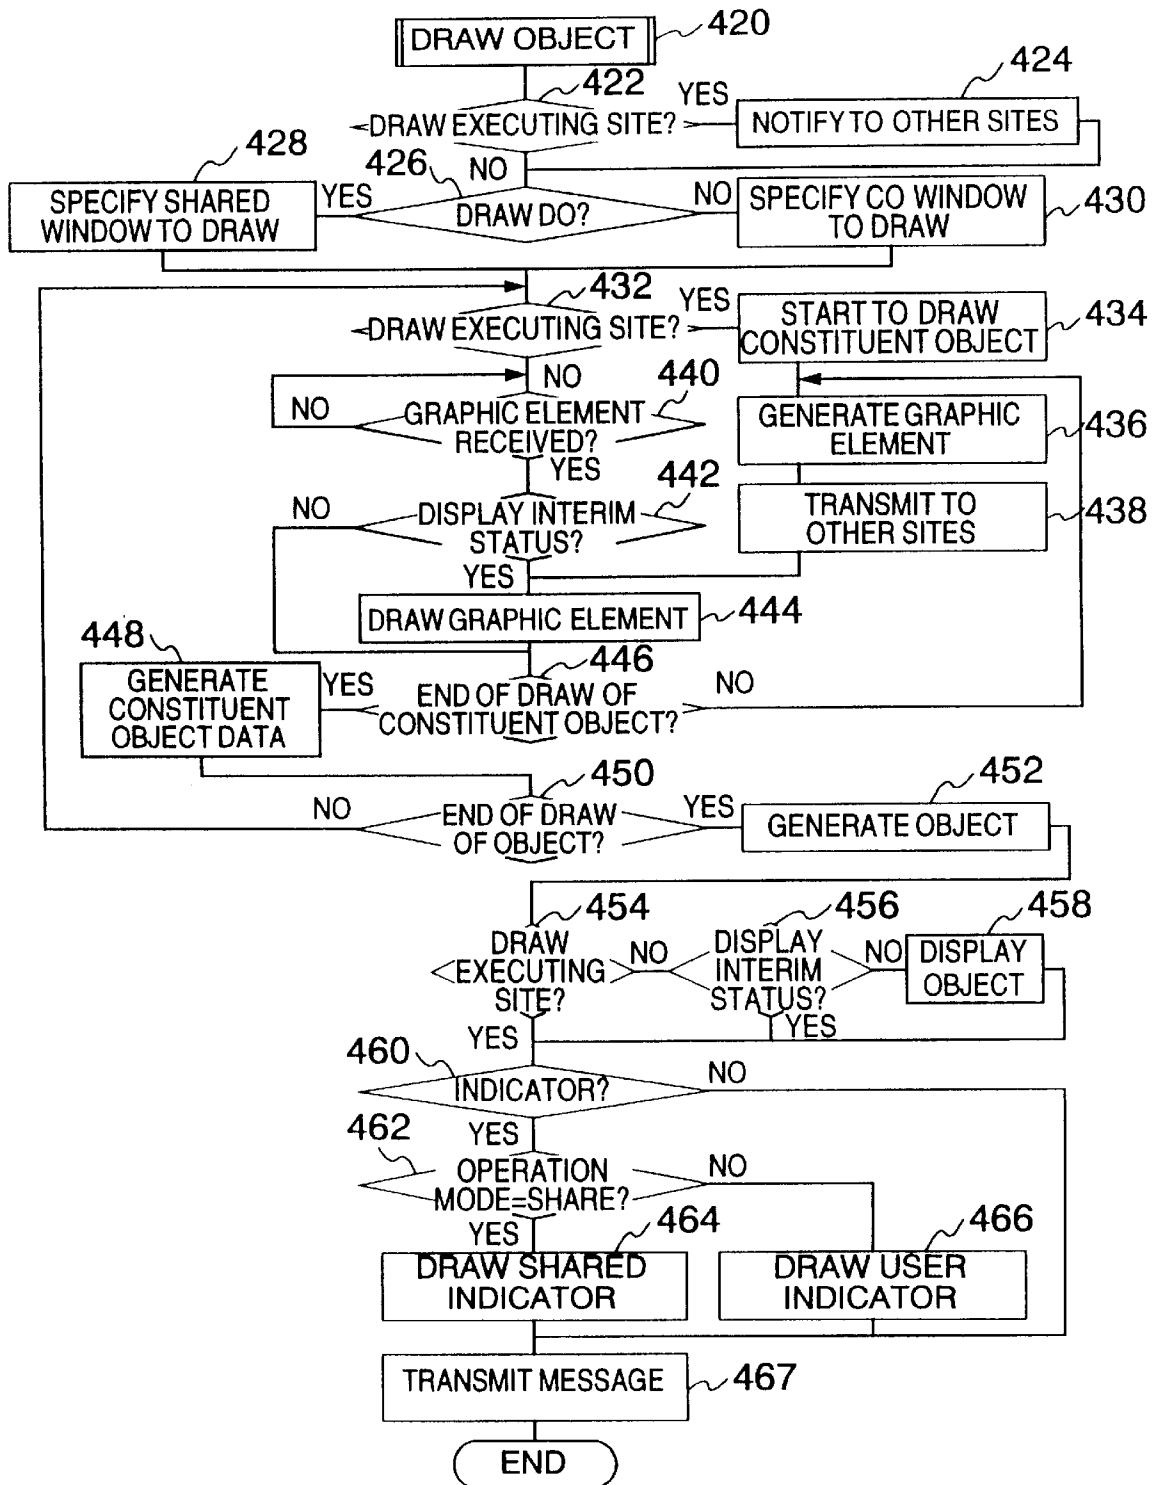 DRAW OBJECT
420
422
DRAW EXECUTING SITE?
YES
424
NOTIFY TO OTHER SITES
NO
428
426
YES
SPECIFY SHARED
WINDOW TO DRAW
DRAW DO?
NO
SPECIFY CO WINDOW
TO DRAW
430
432
DRAW EXECUTING SITE?
YES
START TO DRAW
CONSTITUENT OBJECT
434
NO
440
NO
GRAPHIC ELEMENT
RECEIVED?
GENERATE GRAPHIC
ELEMENT
436
YES
442
NO
DISPLAY INTERIM
STATUS?
TRANSMIT TO
OTHER SITES
438
YES
DRAW GRAPHIC ELEMENT
444
448
446
GENERATE
CONSTITUENT
OBJECT DATA
YES
END OF DRAW OF
CONSTITUENT OBJECT?
NO
450
NO
END OF DRAW
OF OBJECT?
YES
452
GENERATE OBJECT
454
456
458
DRAW
EXECUTING
SITE?
NO
DISPLAY
INTERIM
STATUS?
NO
DISPLAY
OBJECT
YES
YES
460
INDICATOR?
NO
YES
462
OPERATION
MODE=SHARE?
NO
YES
464
466
DRAW SHARED
INDICATOR
DRAW USER
INDICATOR
TRANSMIT MESSAGE
467
END